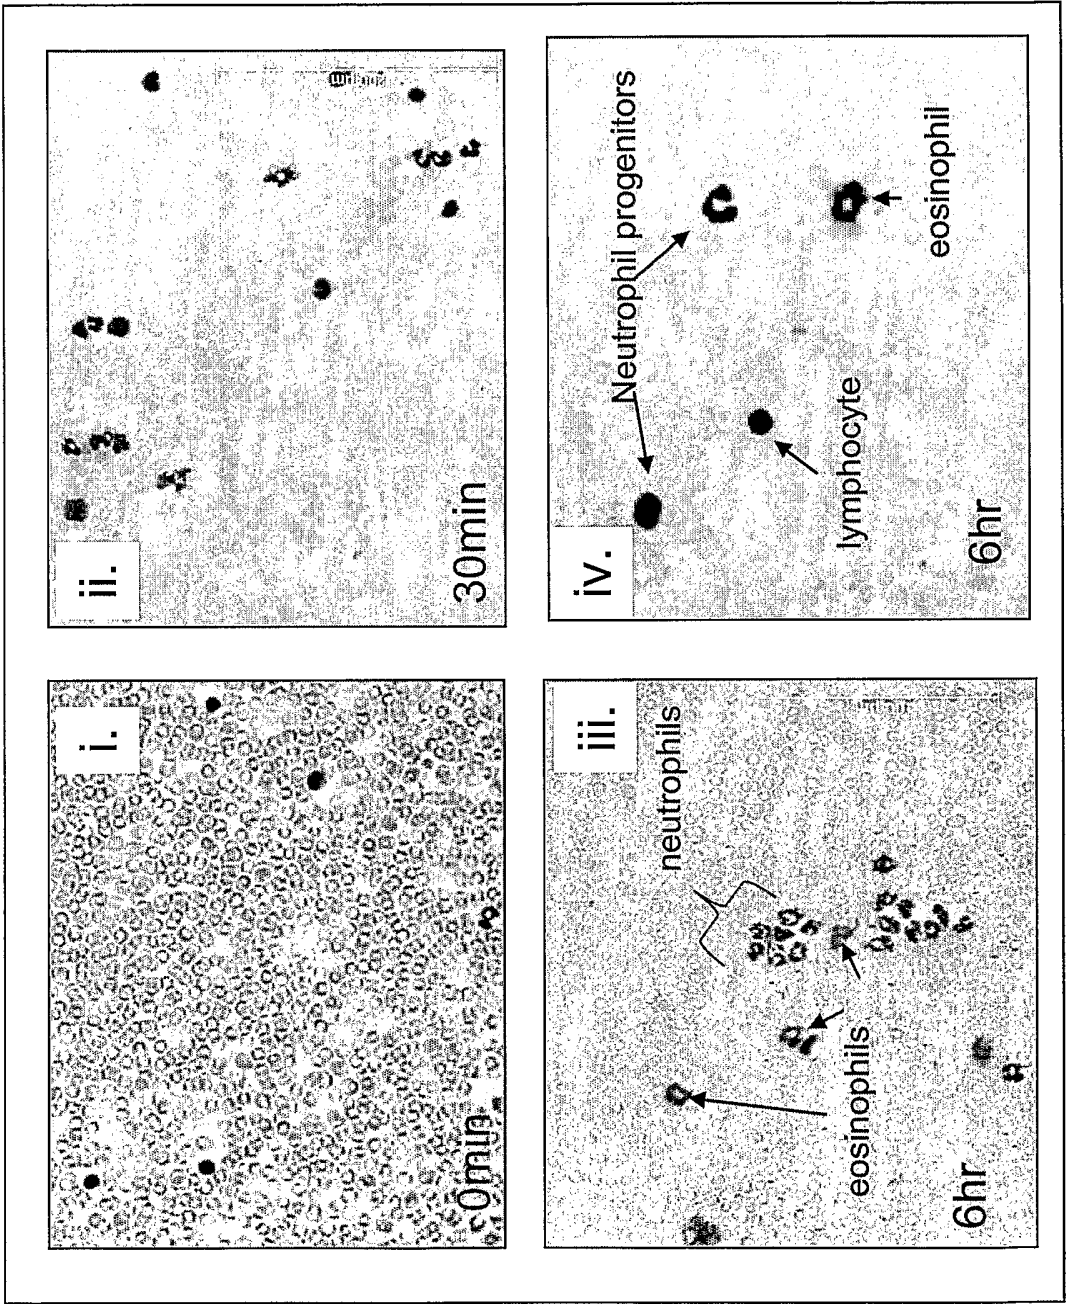 i.
0min
ii.
30min
iii.
neutrophils
eosinophils
6hr
iv.
Neutrophil progenitors
lymphocyte
eosinophil
6hr